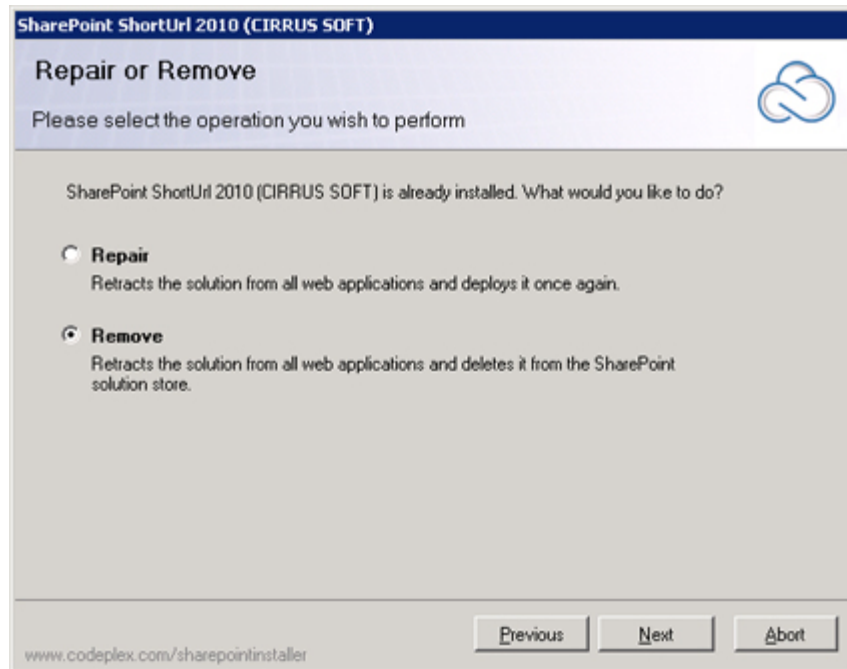 SharePoint ShortUrl 2010 (CIRRUS SOFT)
Repair or Remove
Please select the operation you wish to perform
SharePoint ShortUrl 2010 (CIRRUS SOFT) is already installed. What would you like to do?
Repair
Retracts the solution from all web applications and deploys it once again.
Remove
Retracts the solution from all web applications and deletes it from the SharePoint
solution store.
Previous Next Abort
www.codeplex.com/sharepointinstaller